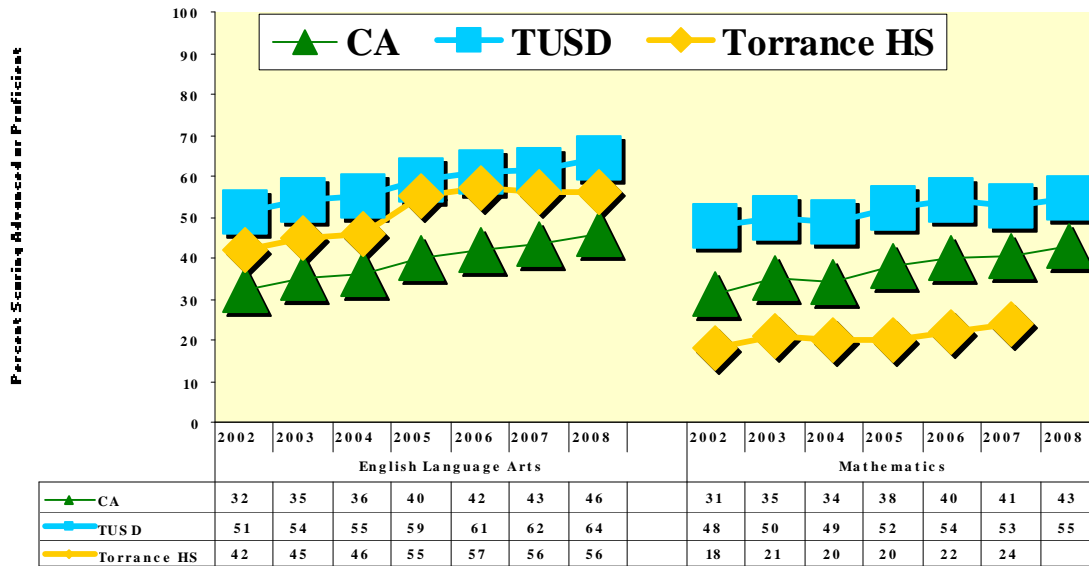 Percent Scoring Advanced or Proficient
100
90
80
70
60
50
40
30
20
10
0
CA TUSD Torrance HS
2002 2003 2004 2005 2006 2007 2008 2002 2003 2004 2005 2006 2007 2008
English Language Arts Mathematics
CA 32 35 36 40 42 43 46 31 35 34 38 40 41 43
TUSD 51 54 55 59 61 62 64 48 50 49 52 54 53 55
Torrance HS 42 45 46 55 57 56 56 18 21 20 20 22 24